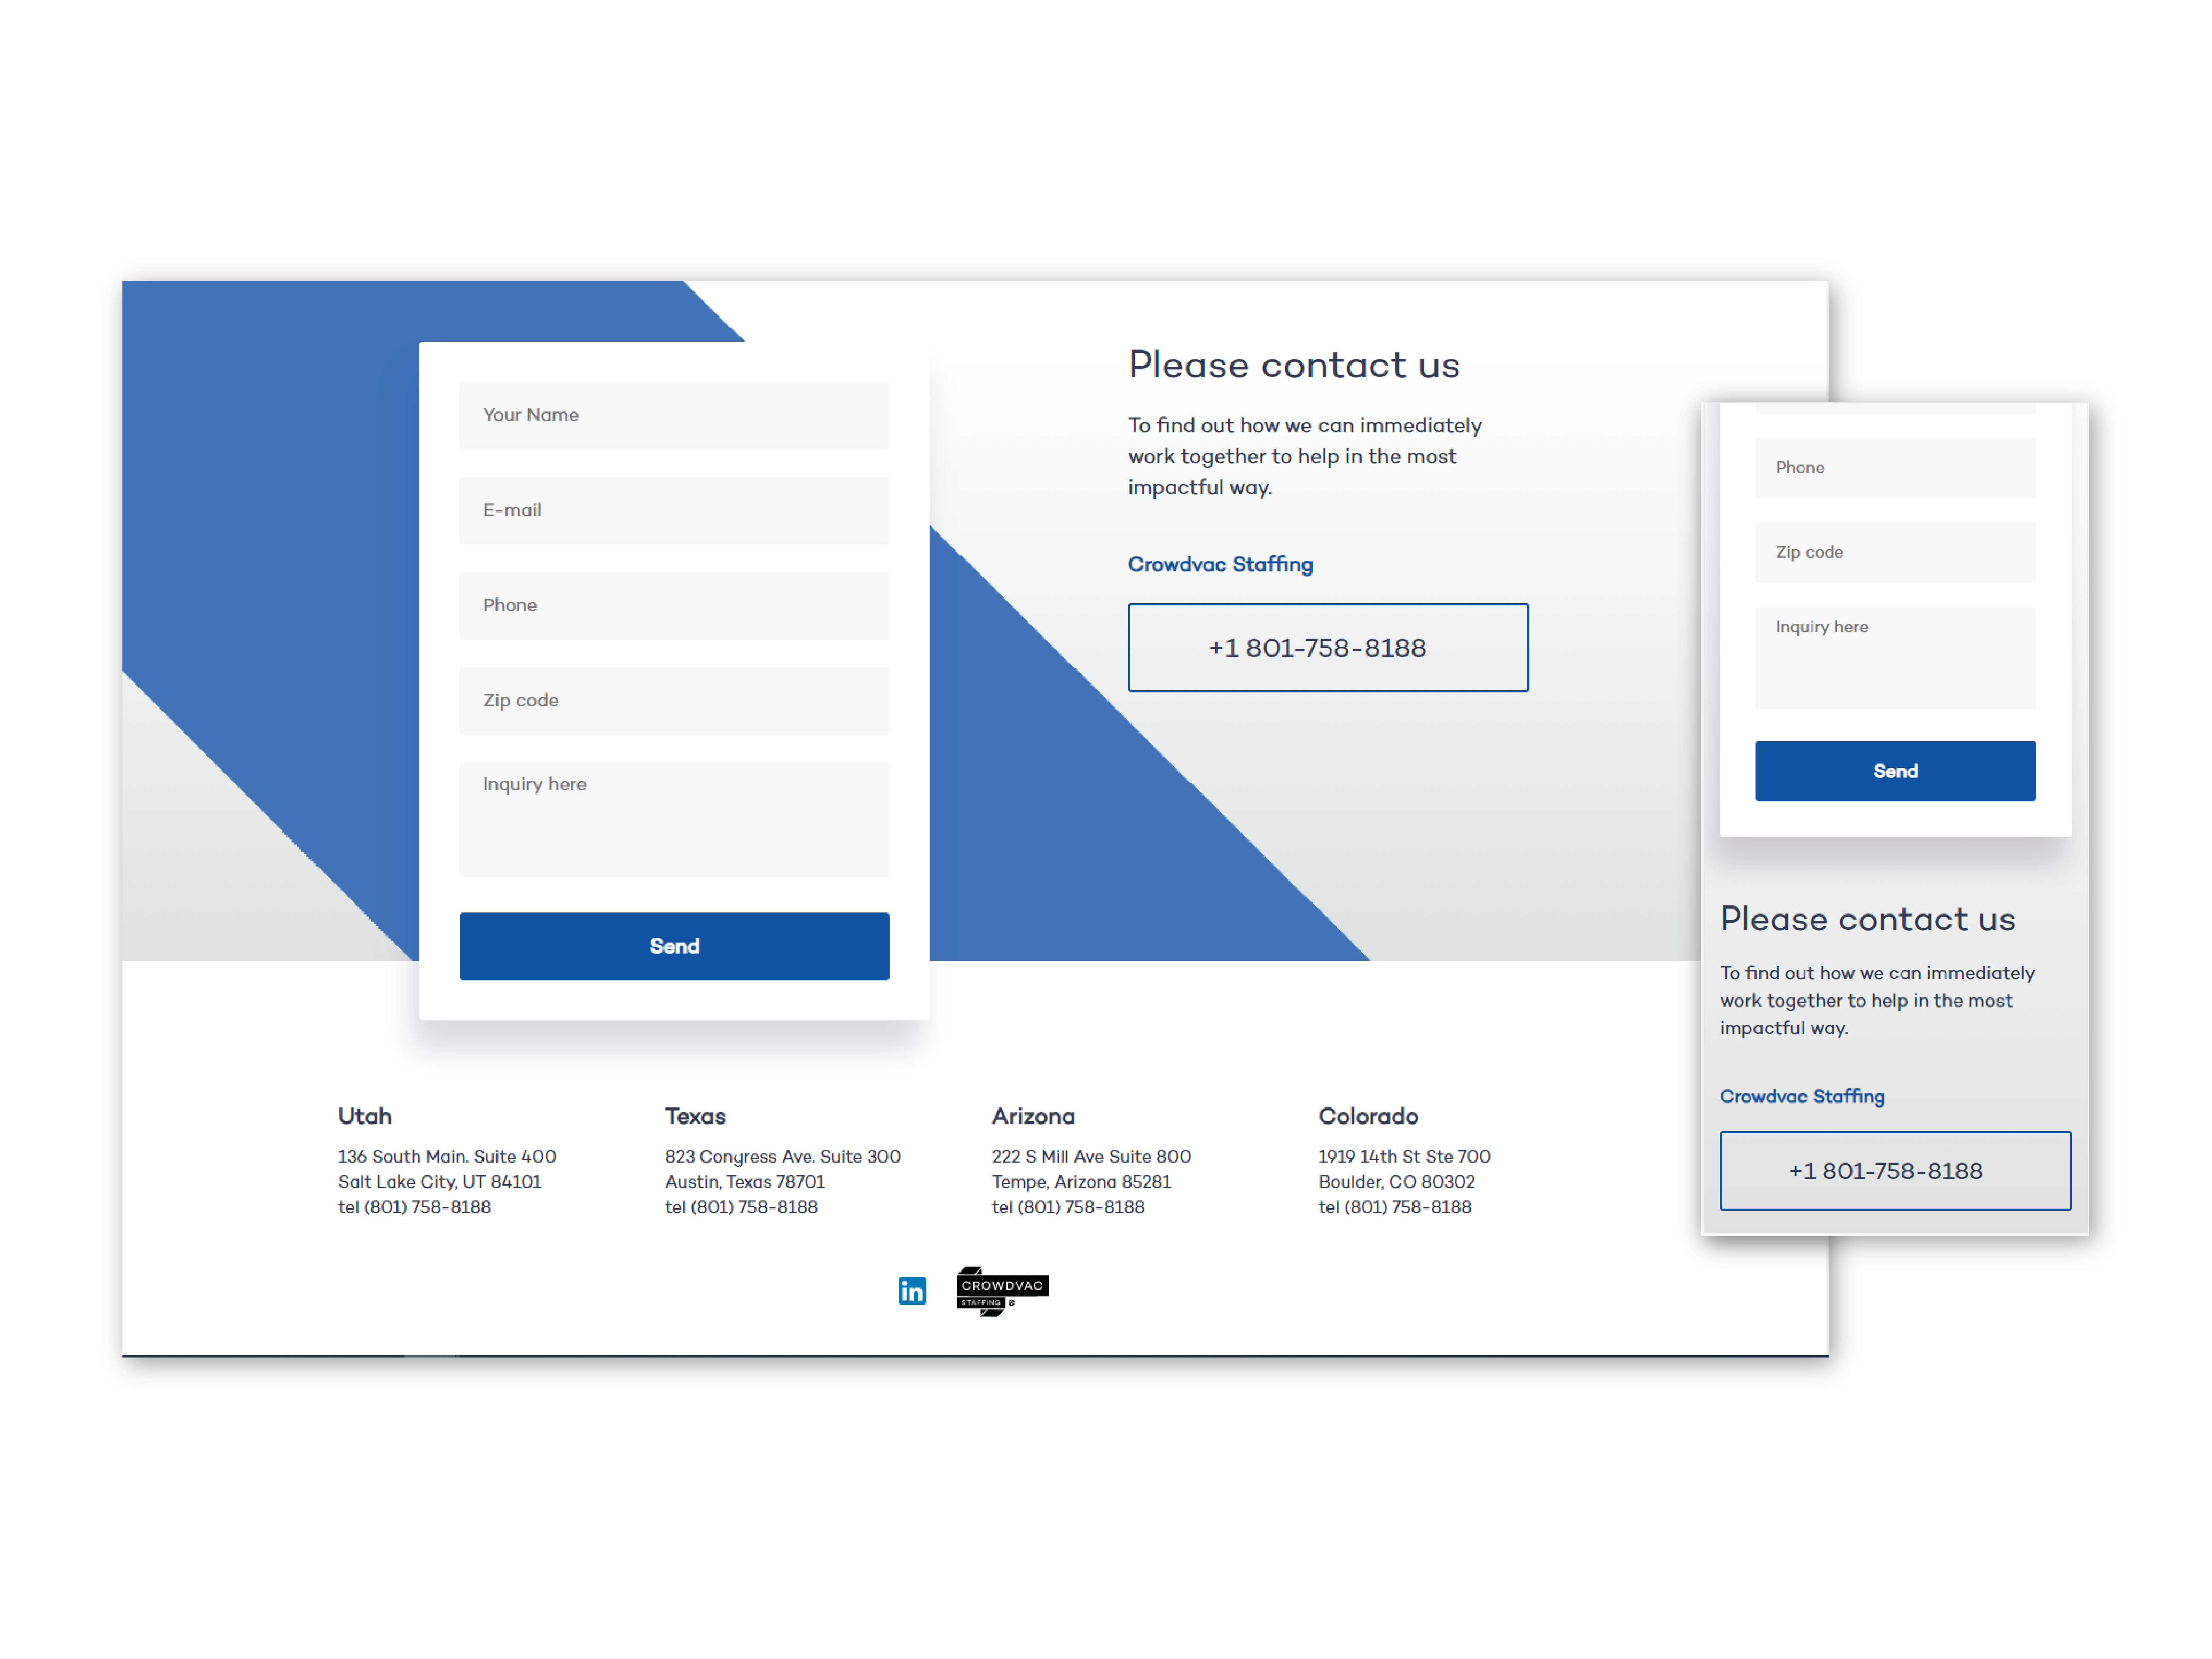 Your Name
E-mail
Phone
Zip code
Inquiry here
Send
Please contact us
To find out how we can immediately
work together to help in the most
impactful way.
Crowdvac Staffing
+1 801-758-8188
Utah
136 South Main. Suite 400
Salt Lake City, UT 84101
tel (801) 758-8188
Texas
823 Congress Ave. Suite 300
Austin, Texas 78701
tel (801) 758-8188
Arizona
222 S Mill Ave Suite 800
Tempe, Arizona 85281
tel (801) 758-8188
Colorado
1919 14th St Ste 700
Boulder, CO 80302
tel (801) 758-8188
in
CROWDVAC
STAFFING ®
Phone
Zip code
Inquiry here
Send
Please contact us
To find out how we can immediately
work together to help in the most
impactful way.
Crowdvac Staffing
+1 801-758-8188